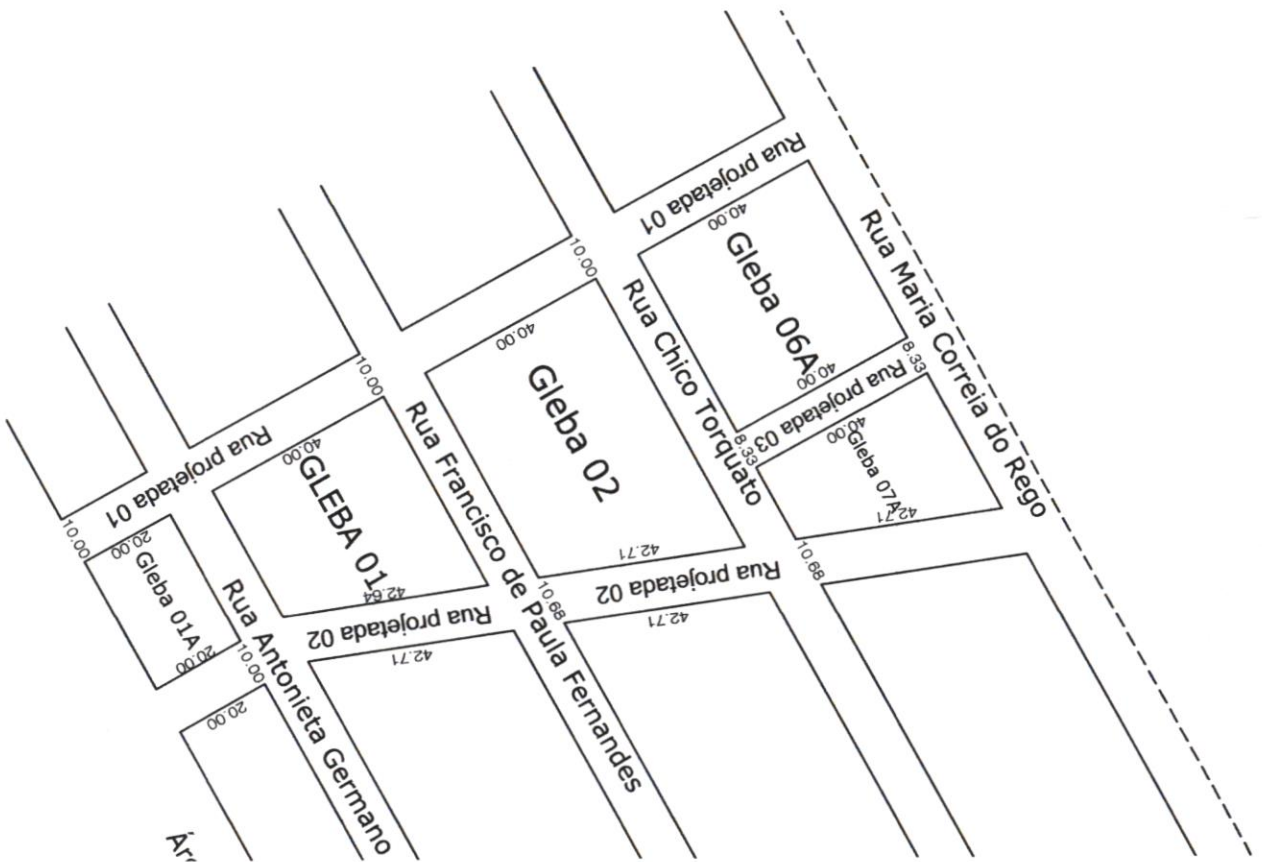 Rua projetada 01
40.00
10.00
Gleba 06A
Rua Maria Correia do Rego
40.00
8.33
Rua projetada 03
8.33
40.00
Gleba 07A
42.71
Rua Chico Torquato
10.68
40.00
Gleba 02
42.71
Rua projetada 02
42.71
10.00
Rua Francisco de Paula Fernandes
10.68
Rua projetada 01
40.00
GLEBA 01
42.64
Rua projetada 02
42.71
10.00
20.00
Gleba 01A
20.00
10.00
Rua Antonieta Germano
20.00